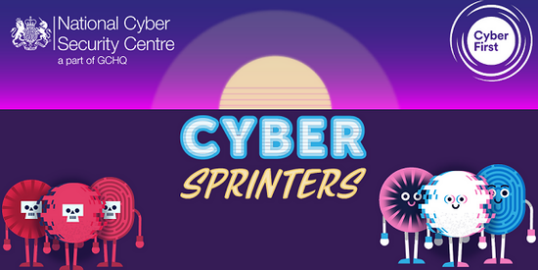 National Cyber
Security Centre
a part of GCHQ
Cyber
First
CYBER
SPRINTERS